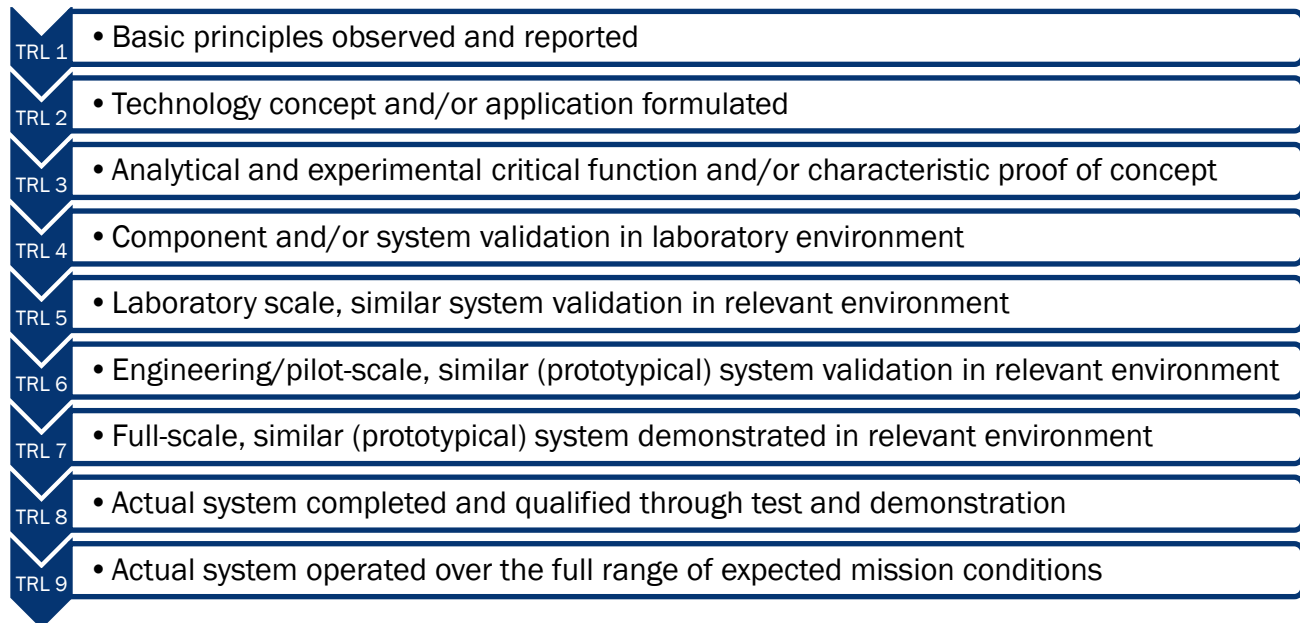 TRL 1 • Basic principles observed and reported
TRL 2 • Technology concept and/or application formulated
TRL 3 • Analytical and experimental critical function and/or characteristic proof of concept
TRL 4 • Component and/or system validation in laboratory environment
TRL 5 • Laboratory scale, similar system validation in relevant environment
TRL 6 • Engineering/pilot-scale, similar (prototypical) system validation in relevant environment
TRL 7 • Full-scale, similar (prototypical) system demonstrated in relevant environment
TRL 8 • Actual system completed and qualified through test and demonstration
TRL 9 • Actual system operated over the full range of expected mission conditions